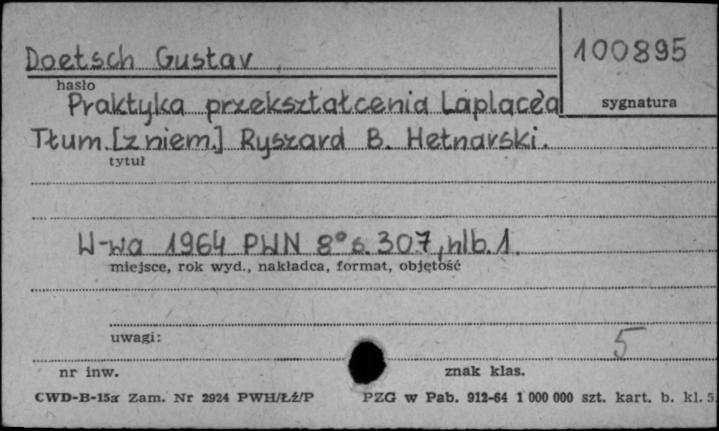 Doetsch Gustav
100895
hasło
sygnatura
Praktyka przekształcenia Laplace'a
Tłum. [z niem.] Ryszard B. Hetnarski.
tytuł
W-wa 1964 PWN 8° s. 307, nlb. 1.
miejsce, rok wyd., nakładca, format, objętość
uwagi:
5
nr inw.
znak klas.
CWD-B-15a Zam. Nr 2924 PWH/Łź/P
PZG w Pab. 912-64 1 000 000 szt. kart. b. kl. 5